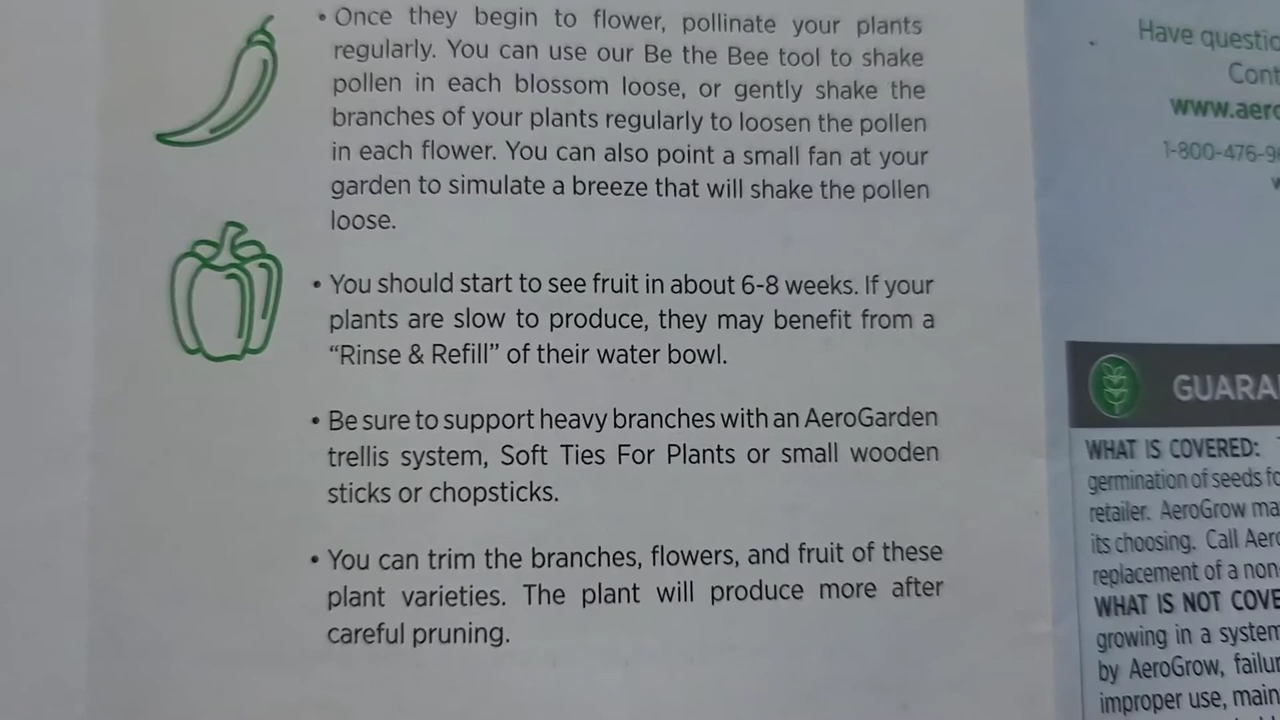 • Once they begin to flower, pollinate your plants
regularly. You can use our Be the Bee tool to shake
pollen in each blossom loose, or gently shake the
branches of your plants regularly to loosen the pollen
in each flower. You can also point a small fan at your
garden to simulate a breeze that will shake the pollen
loose.
• You should start to see fruit in about 6-8 weeks. If your
plants are slow to produce, they may benefit from a
“Rinse & Refill” of their water bowl.
• Be sure to support heavy branches with an AeroGarden
trellis system, Soft Ties For Plants or small wooden
sticks or chopsticks.
• You can trim the branches, flowers, and fruit of these
plant varieties. The plant will produce more after
careful pruning.
Have questio
Cont
www.aero
1-800-476-9
GUARA
WHAT IS COVERED:
germination of seeds fo
retailer. AeroGrow ma
its choosing. Call Aero
replacement of a non-
WHAT IS NOT COVE
growing in a system
by AeroGrow, failur
improper use, main